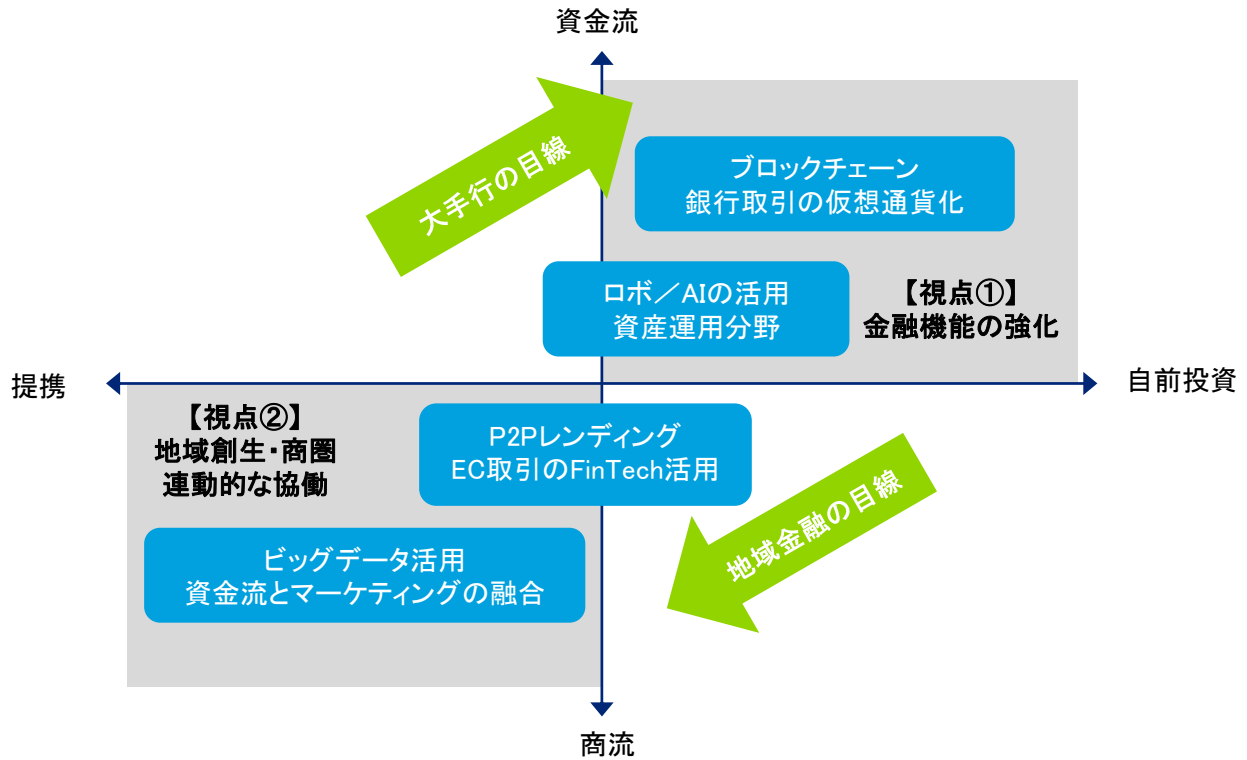 資金流
大手行の目線
ブロックチェーン
銀行取引の仮想通貨化
ロボ／AIの活用
資産運用分野
【視点①】
金融機能の強化
提携
自前投資
【視点②】
地域創生・商圏
連動的な協働
P2Pレンディング
EC取引のFinTech活用
地域金融の目線
ビッグデータ活用
資金流とマーケティングの融合
商流